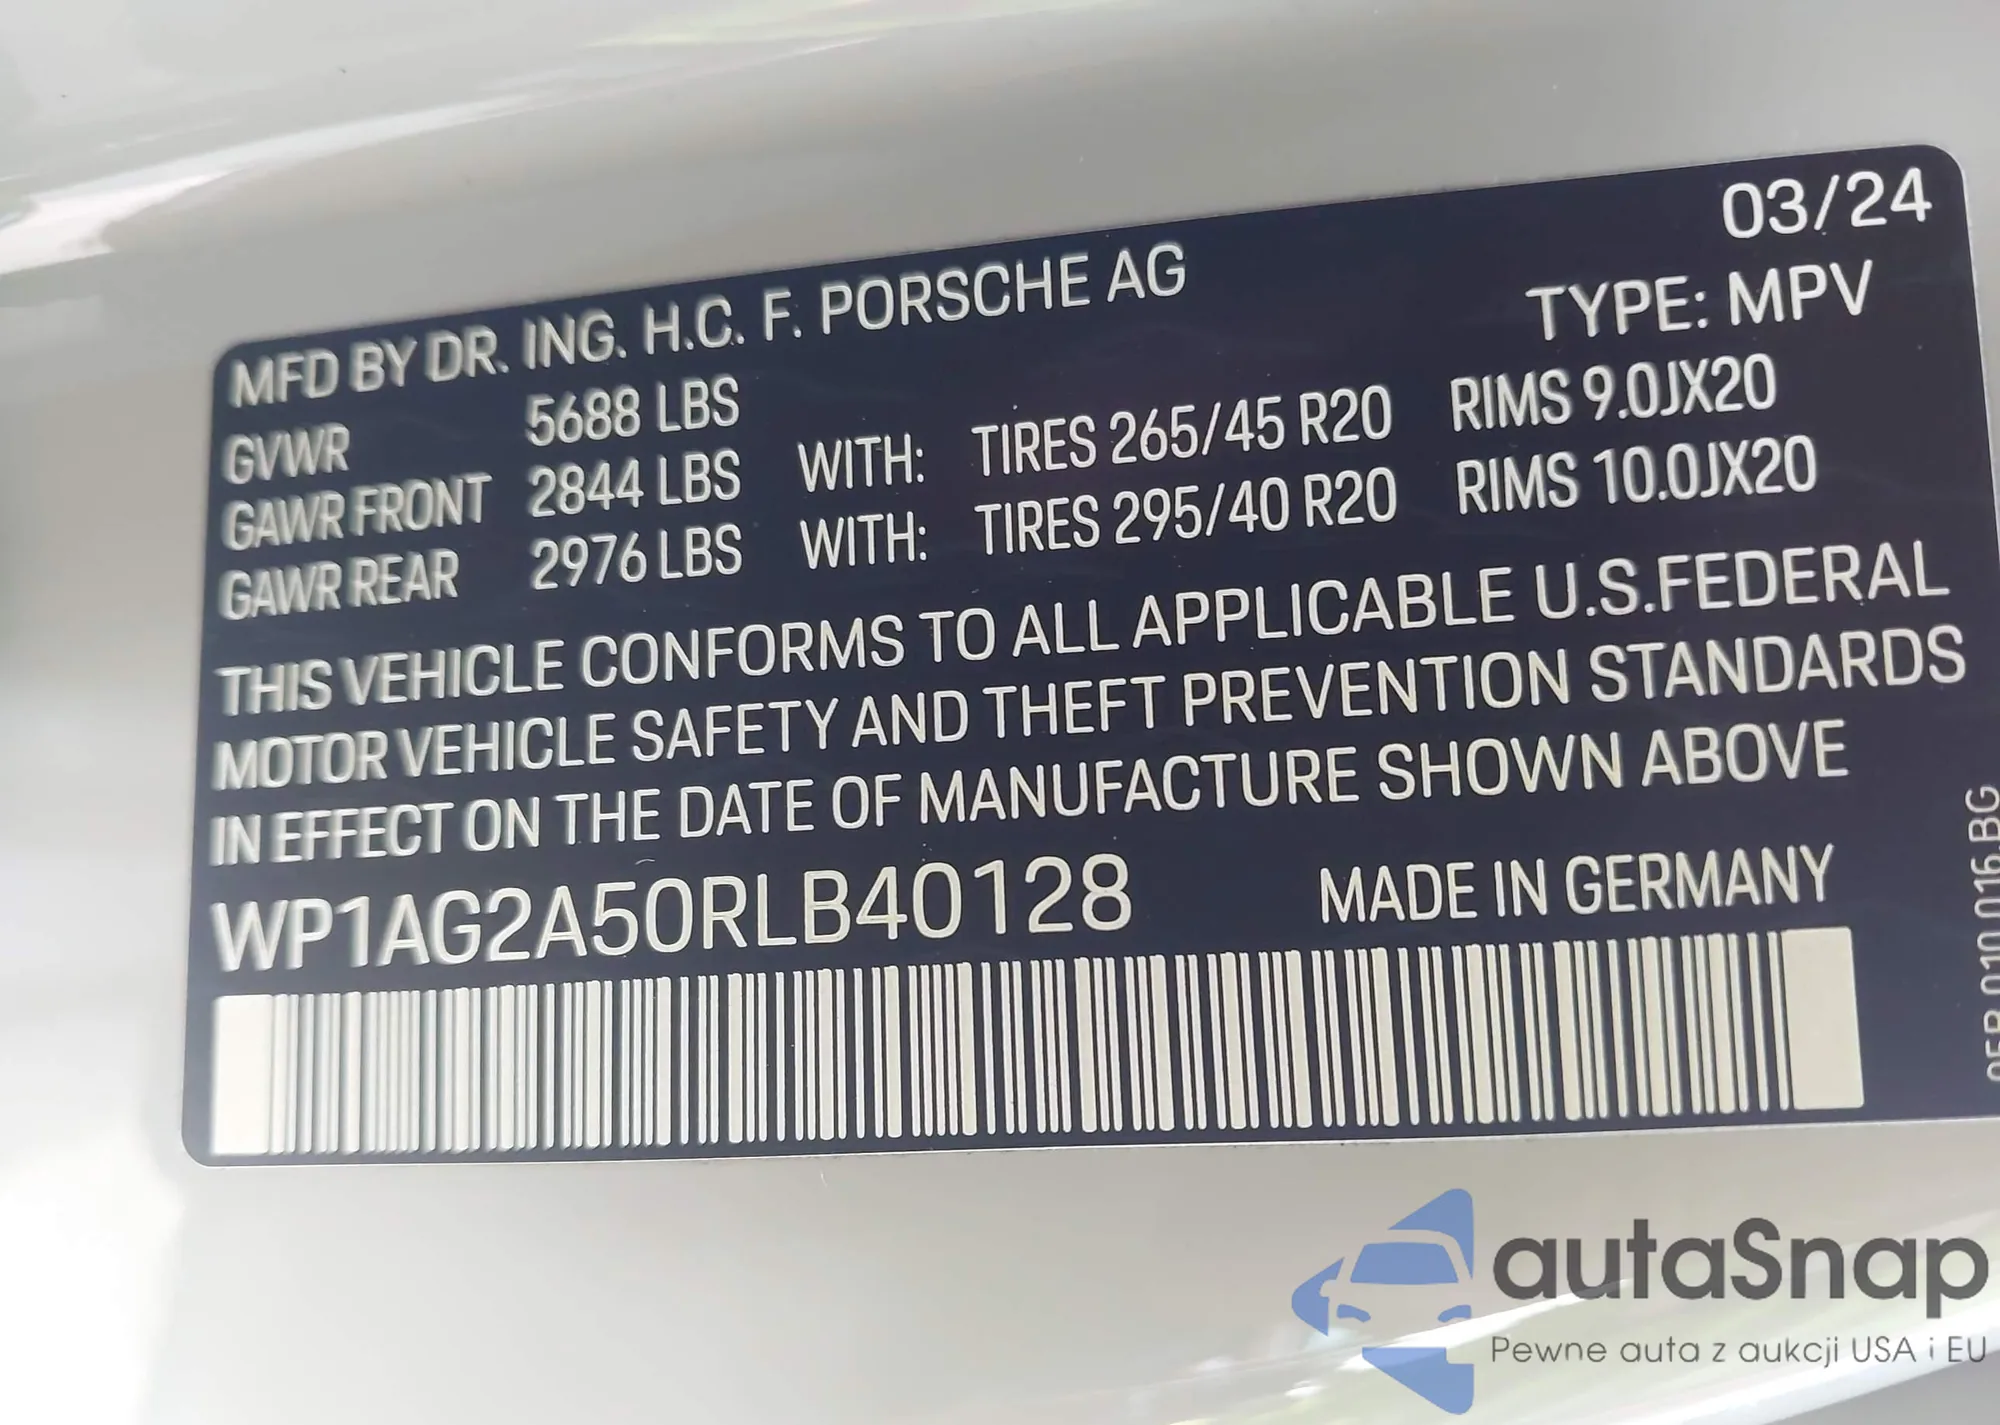 03/24
MFD BY DR. ING. H.C. F. PORSCHE AG
TYPE: MPV
GVWR 5688 LBS
GAWR FRONT 2844 LBS WITH: TIRES 265/45 R20 RIMS 9.0JX20
GAWR REAR 2976 LBS WITH: TIRES 295/40 R20 RIMS 10.0JX20
THIS VEHICLE CONFORMS TO ALL APPLICABLE U.S.FEDERAL
MOTOR VEHICLE SAFETY AND THEFT PREVENTION STANDARDS
IN EFFECT ON THE DATE OF MANUFACTURE SHOWN ABOVE
WP1AG2A50RLB40128 MADE IN GERMANY
010.016.BG
autaSnap
Pewne auta z aukcji USA i EU